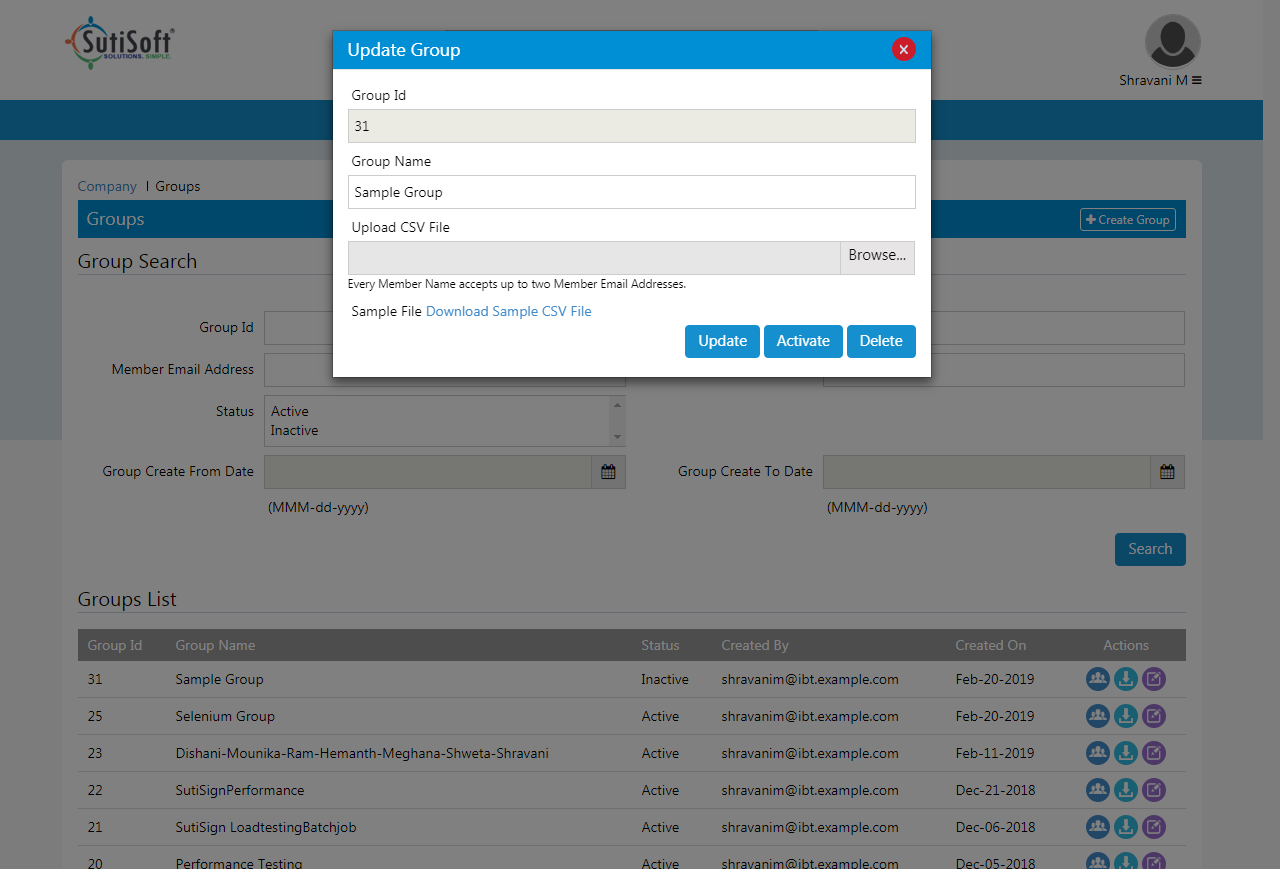 SutiSoft
SOLUTIONS. SIMPLE.
Shravani M
Update Group
Group Id
31
Group Name
Sample Group
Upload CSV File
Browse...
Every Member Name accepts up to two Member Email Addresses.
Sample File Download Sample CSV File
Update Activate Delete
Company | Groups
Groups
Create Group
Group Search
Group Id
Member Email Address
Status
Active
Inactive
Group Create From Date
Group Create To Date
(MMM-dd-yyyy) (MMM-dd-yyyy)
Search
Groups List
Group Id Group Name Status Created By Created On Actions
31 Sample Group Inactive shravanim@ibt.example.com Feb-20-2019
25 Selenium Group Active shravanim@ibt.example.com Feb-20-2019
23 Dishani-Mounika-Ram-Hemanth-Meghana-Shweta-Shravani Active shravanim@ibt.example.com Feb-11-2019
22 SutiSignPerformance Active shravanim@ibt.example.com Dec-21-2018
21 SutiSign LoadtestingBatchjob Active shravanim@ibt.example.com Dec-06-2018
20 Performance Testing Active shravanim@ibt.example.com Dec-05-2018